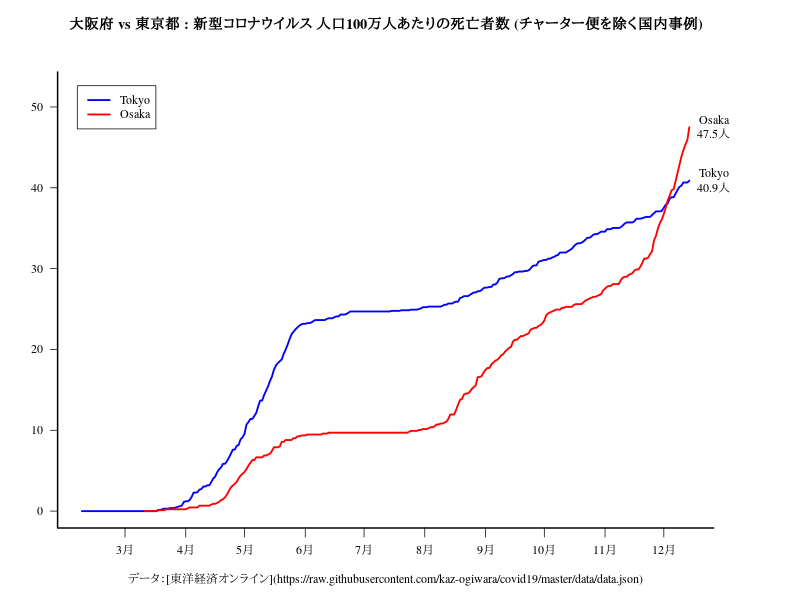 大阪府 vs 東京都 : 新型コロナウイルス 人口100万人あたりの死亡者数 (チャーター便を除く国内事例)
Tokyo
Osaka
50
40
30
20
10
0
Osaka
47.5人
Tokyo
40.9人
3月 4月 5月 6月 7月 8月 9月 10月 11月 12月
データ：[東洋経済オンライン](https://raw.githubusercontent.com/kaz-ogiwara/covid19/master/data/data.json)